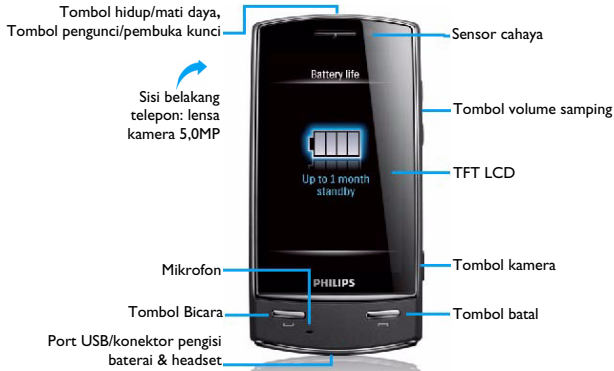 Tombol hidup/mati daya,
Tombol pengunci/pembuka kunci
Sensor cahaya
Battery life
Sisi belakang
telepon: lensa
kamera 5,0MP
Tombol volume samping
TFT LCD
Up to 1 month
standby
Mikrofon
Tombol kamera
PHILIPS
Tombol Bicara
Tombol batal
Port USB/konektor pengisi
baterai & headset